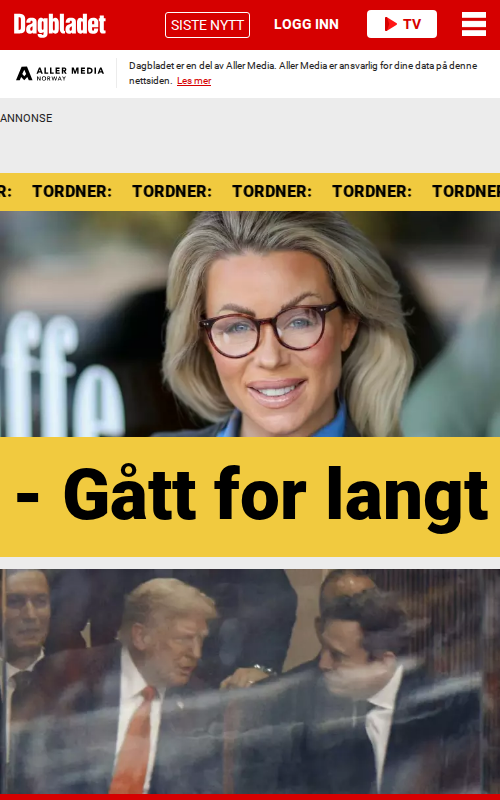 Dagbladet
SISTE NYTT
LOGG INN
TV
ALLER MEDIA
NORWAY
Dagbladet er en del av Aller Media. Aller Media er ansvarlig for dine data på denne
nettsiden. Les mer
ANNONSE
R: TORDNER: TORDNER: TORDNER: TORDNER: TORDNER
ffe
- Gått for langt